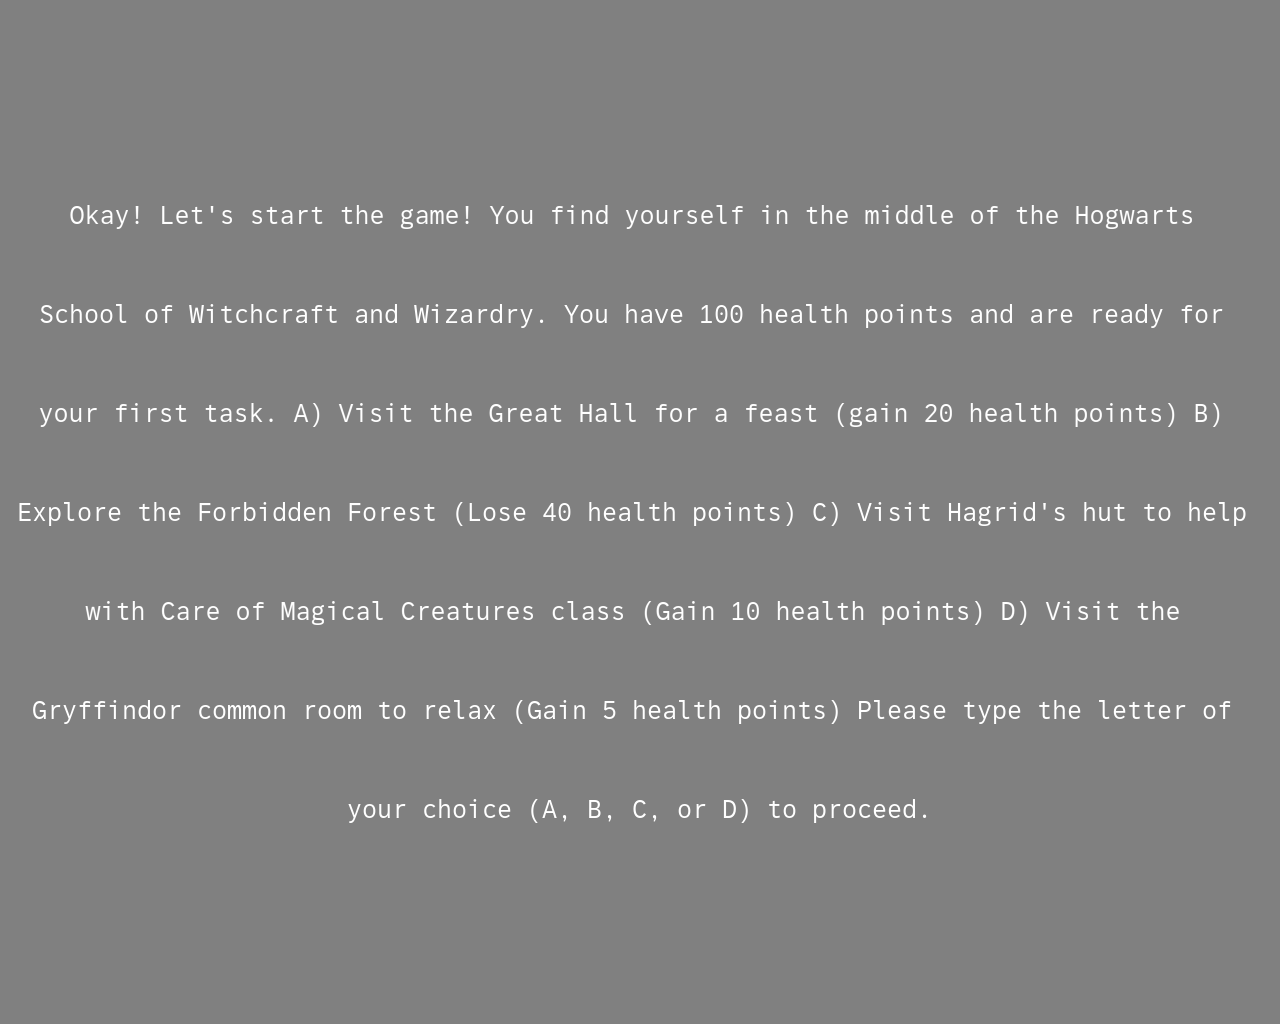 Okay! Let's start the game! You find yourself in the middle of the Hogwarts
School of Witchcraft and Wizardry. You have 100 health points and are ready for
your first task. A) Visit the Great Hall for a feast (gain 20 health points) B)
Explore the Forbidden Forest (Lose 40 health points) C) Visit Hagrid's hut to help
with Care of Magical Creatures class (Gain 10 health points) D) Visit the
Gryffindor common room to relax (Gain 5 health points) Please type the letter of
your choice (A, B, C, or D) to proceed.